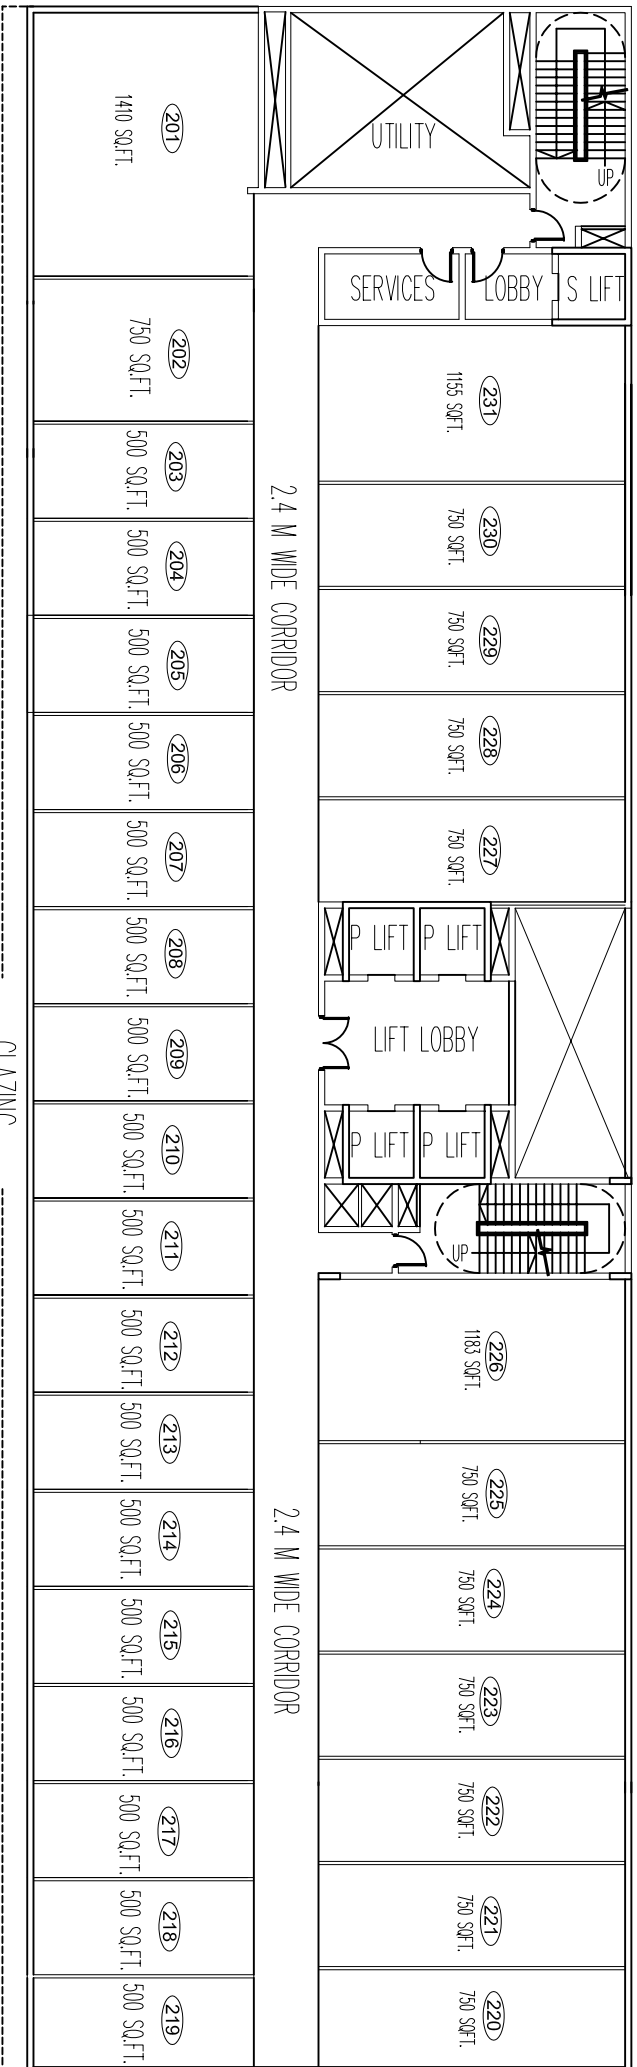 UTILITY
UP
SERVICES
LOBBY
S LIFT
201
1410 SQ.FT.
202
750 SQ.FT.
203
500 SQ.FT.
204
500 SQ.FT.
205
500 SQ.FT.
206
500 SQ.FT.
207
500 SQ.FT.
208
500 SQ.FT.
209
500 SQ.FT.
210
500 SQ.FT.
211
500 SQ.FT.
212
500 SQ.FT.
213
500 SQ.FT.
214
500 SQ.FT.
215
500 SQ.FT.
216
500 SQ.FT.
217
500 SQ.FT.
218
500 SQ.FT.
219
500 SQ.FT.
2.4 M WIDE CORRIDOR
2.4 M WIDE CORRIDOR
231
1155 SQFT.
230
750 SQFT.
229
750 SQFT.
228
750 SQFT.
227
750 SQFT.
P LIFT
P LIFT
LIFT LOBBY
P LIFT
P LIFT
UP
226
1183 SQFT.
225
750 SQFT.
224
750 SQFT.
223
750 SQFT.
222
750 SQFT.
221
750 SQFT.
220
750 SQFT.
GLAZING